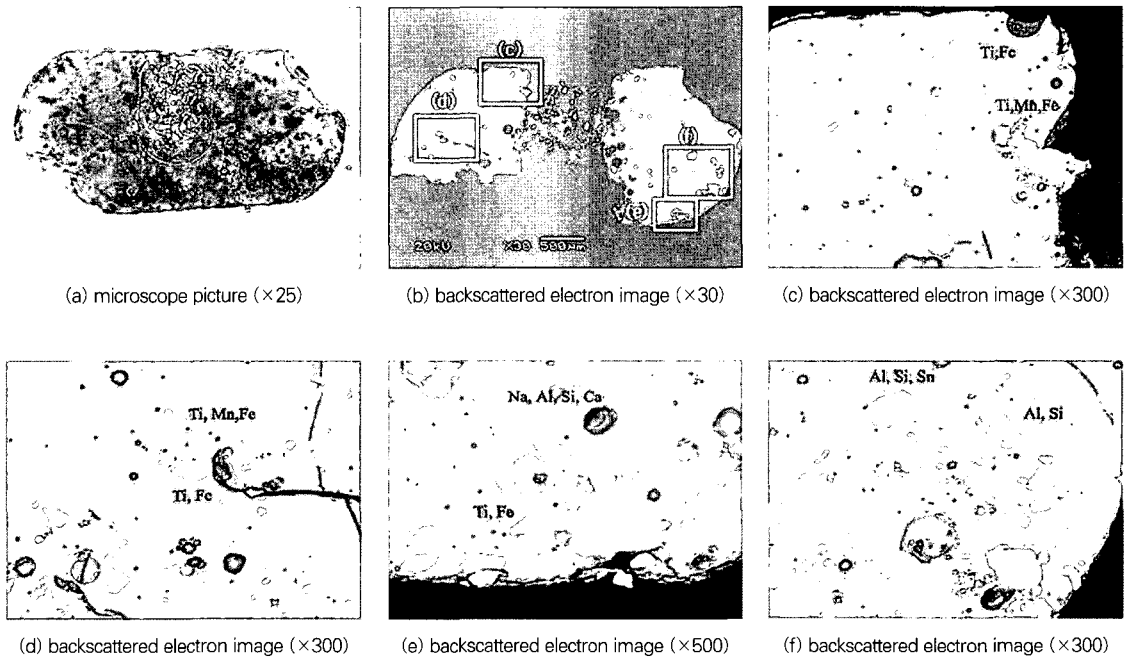 (c)
(d)
(f)
(e)
20kU ×30 500µm
Ti,Fe
Ti,Mn,Fe
(a) microscope picture (×25)
(b) backscattered electron image (×30)
(c) backscattered electron image (×300)
Ti, Mn,Fe
Ti, Fe
Na, Al, Si, Ca
Ti, Fe
Al, Si, Sn
Al, Si
(d) backscattered electron image (×300)
(e) backscattered electron image (×500)
(f) backscattered electron image (×300)